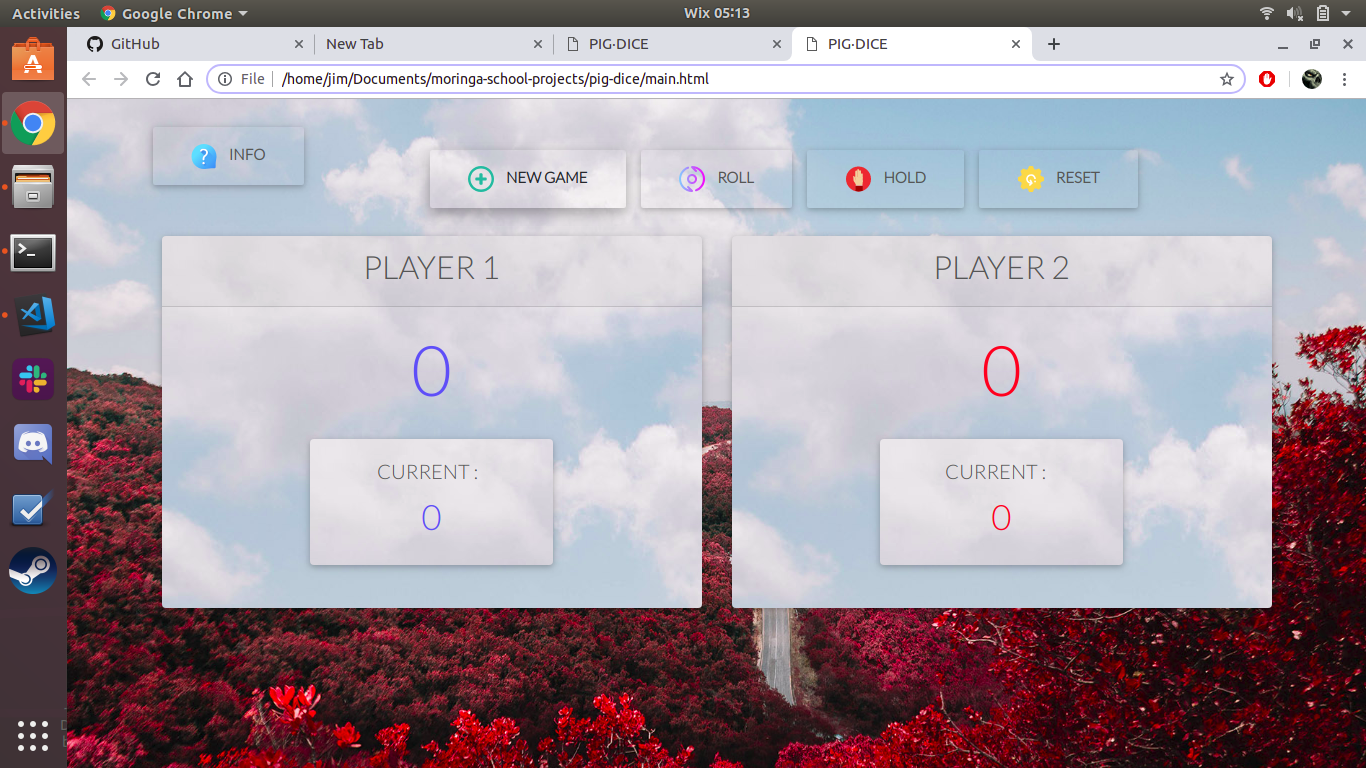 Activities Google Chrome Wix 05:13
GitHub New Tab PIG·DICE PIG·DICE
File /home/jim/Documents/moringa-school-projects/pig-dice/main.html
INFO
NEW GAME ROLL HOLD RESET
PLAYER 1 PLAYER 2
0 0
CURRENT : CURRENT :
0 0